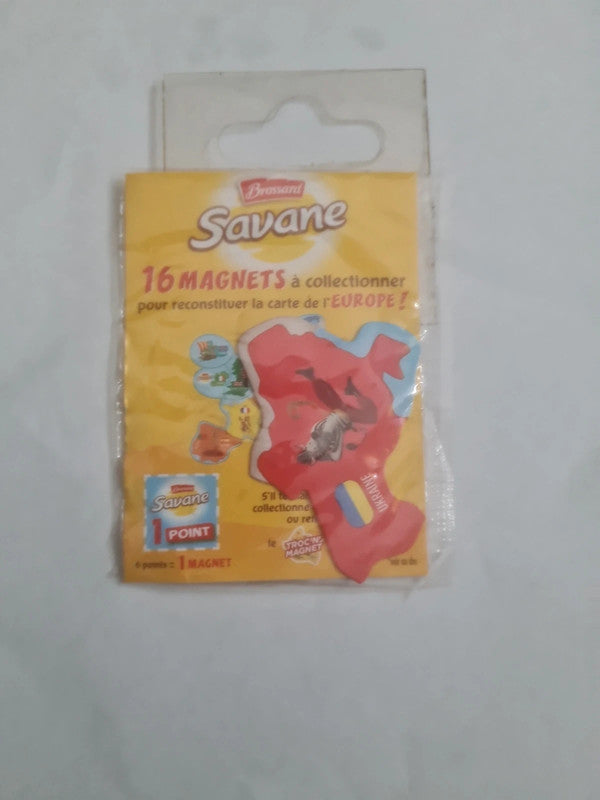 Brossard
Savane
16 MAGNETS à collectionner
pour reconstituer la carte de l'EUROPE!
UKRAINE
S'il te
collectionne
ou
le TROC'N MAGNET
Brossard
Savane
1 POINT
6 points = 1 MAGNET